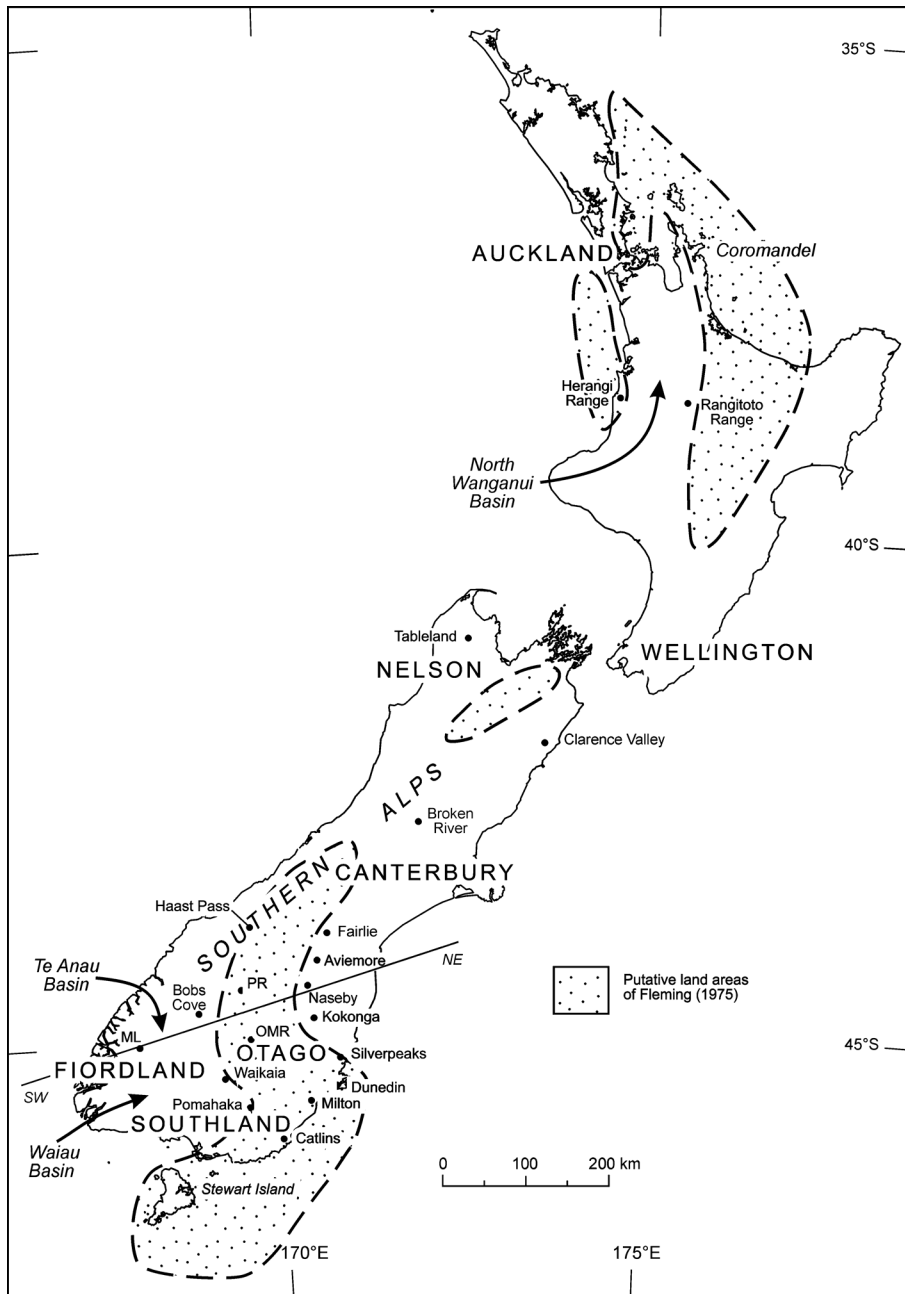 35°S
AUCKLAND
Coromandel
Herangi
Range
Rangitoto
Range
North
Wanganui
Basin
40°S
Tableland
NELSON
WELLINGTON
Clarence Valley
SOUTHERN ALPS
Broken
River
CANTERBURY
Haast Pass
Fairlie
Te Anau
Basin
Aviemore
NE
Bobs
Cove
PR
Naseby
Putative land areas
of Fleming (1975)
Kokonga
ML
OMR
OTAGO
Silverpeaks
45°S
FIORDLAND
Waikaia
Dunedin
SW
Pomahaka
Milton
SOUTHLAND
Catlins
Waiau
Basin
Stewart Island
0 100 200 km
170°E
175°E